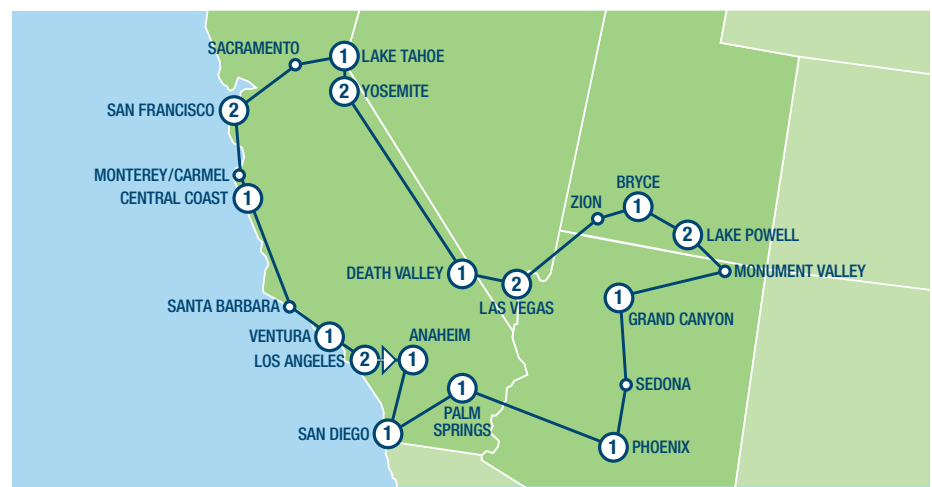 SACRAMENTO
1 LAKE TAHOE
2 YOSEMITE
SAN FRANCISCO 2
MONTEREY/CARMEL
CENTRAL COAST 1
BRYCE
1
ZION
2 LAKE POWELL
MONUMENT VALLEY
DEATH VALLEY 1
2
LAS VEGAS
1
GRAND CANYON
SANTA BARBARA
VENTURA 1
ANAHEIM
LOS ANGELES 2
1
SEDONA
1
PALM
SPRINGS
SAN DIEGO 1
1 PHOENIX